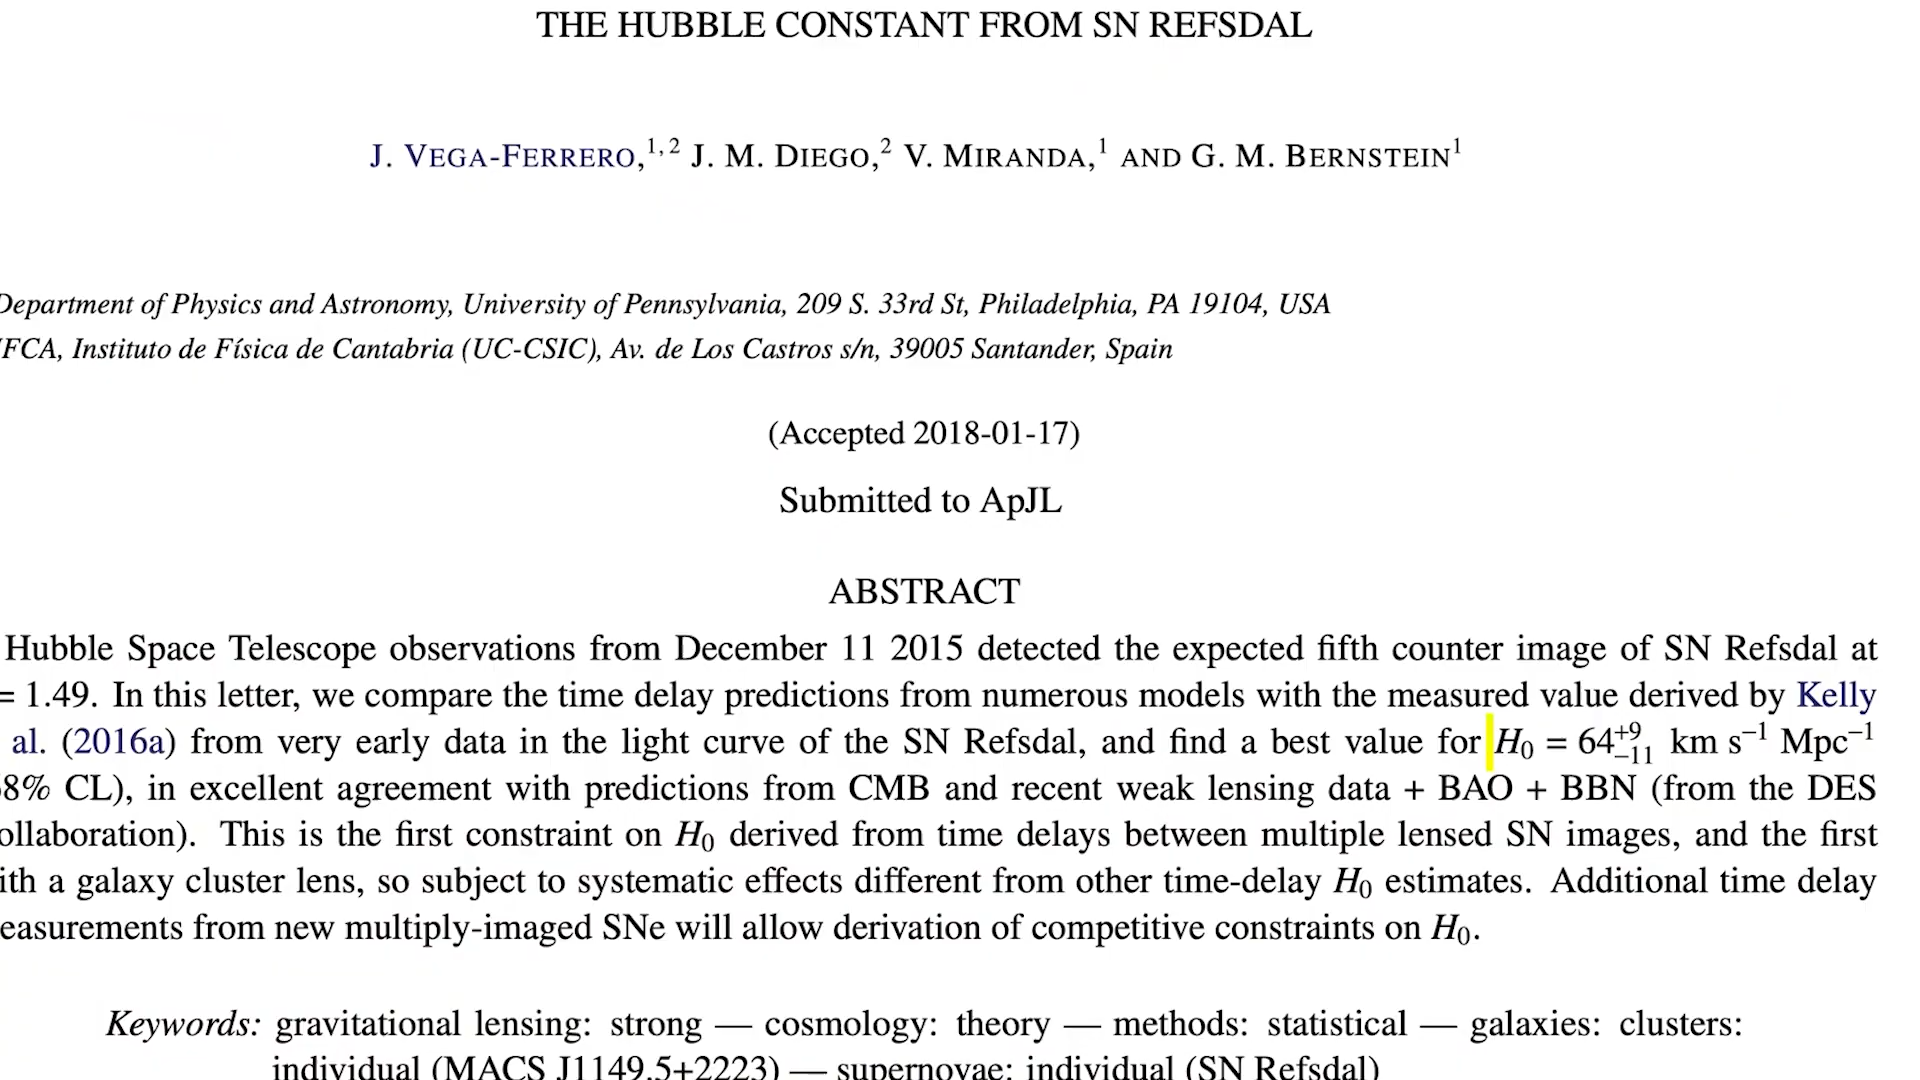 THE HUBBLE CONSTANT FROM SN REFSDAL
J. VEGA-FERRERO,1,2 J. M. DIEGO,2 V. MIRANDA,1 AND G. M. BERNSTEIN1
Department of Physics and Astronomy, University of Pennsylvania, 209 S. 33rd St, Philadelphia, PA 19104, USA
FCA, Instituto de Física de Cantabria (UC-CSIC), Av. de Los Castros s/n, 39005 Santander, Spain
(Accepted 2018-01-17)
Submitted to ApJL
ABSTRACT
Hubble Space Telescope observations from December 11 2015 detected the expected fifth counter image of SN Refsdal at
= 1.49. In this letter, we compare the time delay predictions from numerous models with the measured value derived by Kelly
al. (2016a) from very early data in the light curve of the SN Refsdal, and find a best value for H0 = 64+9−11 km s−1 Mpc−1
8% CL), in excellent agreement with predictions from CMB and recent weak lensing data + BAO + BBN (from the DES
ollaboration). This is the first constraint on H0 derived from time delays between multiple lensed SN images, and the first
ith a galaxy cluster lens, so subject to systematic effects different from other time-delay H0 estimates. Additional time delay
easurements from new multiply-imaged SNe will allow derivation of competitive constraints on H0.
Keywords: gravitational lensing: strong — cosmology: theory — methods: statistical — galaxies: clusters:
individual (MACS J1149.5+2223) — supernovae: individual (SN Refsdal)